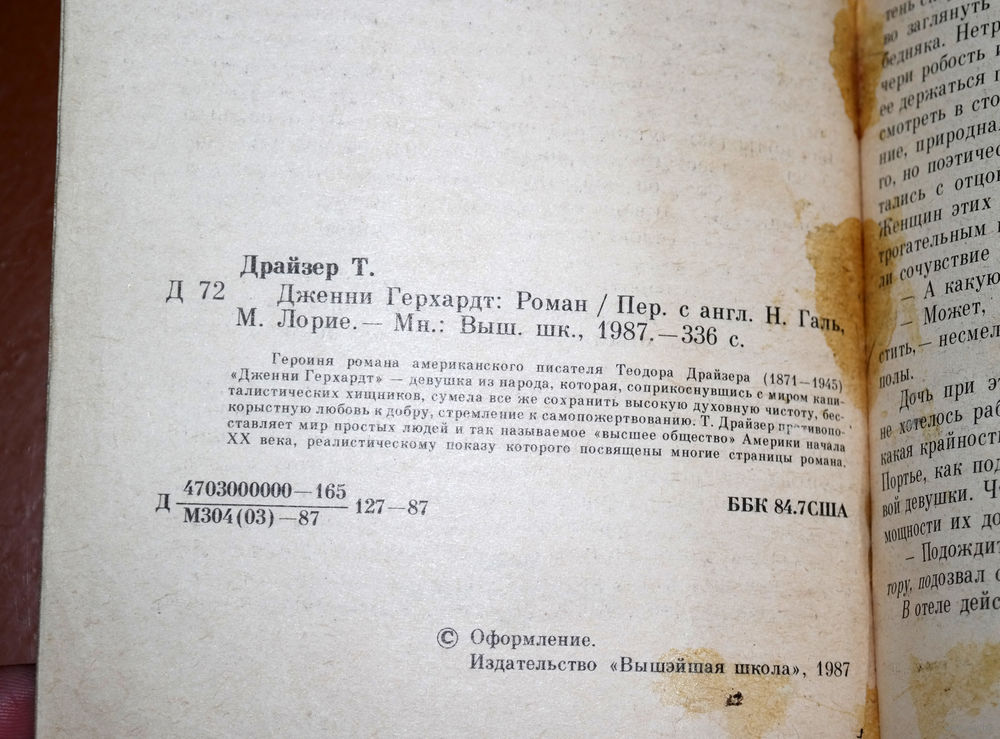 Драйзер Т.
Д 72
Дженни Герхардт: Роман / Пер. с англ. Н. Галь,
М. Лорие.— Мн.: Выш. шк., 1987.—336 с.
Героиня романа американского писателя Теодора Драйзера (1871—1945)
«Дженни Герхардт» — девушка из народа, которая, соприкоснувшись с миром капи-
талистических хищников, сумела все же сохранить высокую духовную чистоту, бес-
корыстную любовь к добру, стремление к самопожертвованию. Т. Драйзер противопо-
ставляет мир простых людей и так называемое «высшее общество» Америки начала
XX века, реалистическому показу которого посвящены многие страницы романа.
Д 4703000000—165
М304(03)—87
127—87
ББК 84.7США
© Оформление.
Издательство «Вышэйшая школа», 1987
во заглянуть
бедняка. Нетр
чери робость и
ее держаться п
смотреть в сто
ние, природна
го, но поэтичес
тались с отцо
Женщин этих
трогательным
ли сочувствие
— А какую
— Может,
стить,— несмел
полы.
Дочь при эт
не хотелось раб
какая крайност
Портье, как под
вой девушки. Ч
мощности их до
— Подождит
тору, подозвал с
В отеле дейс